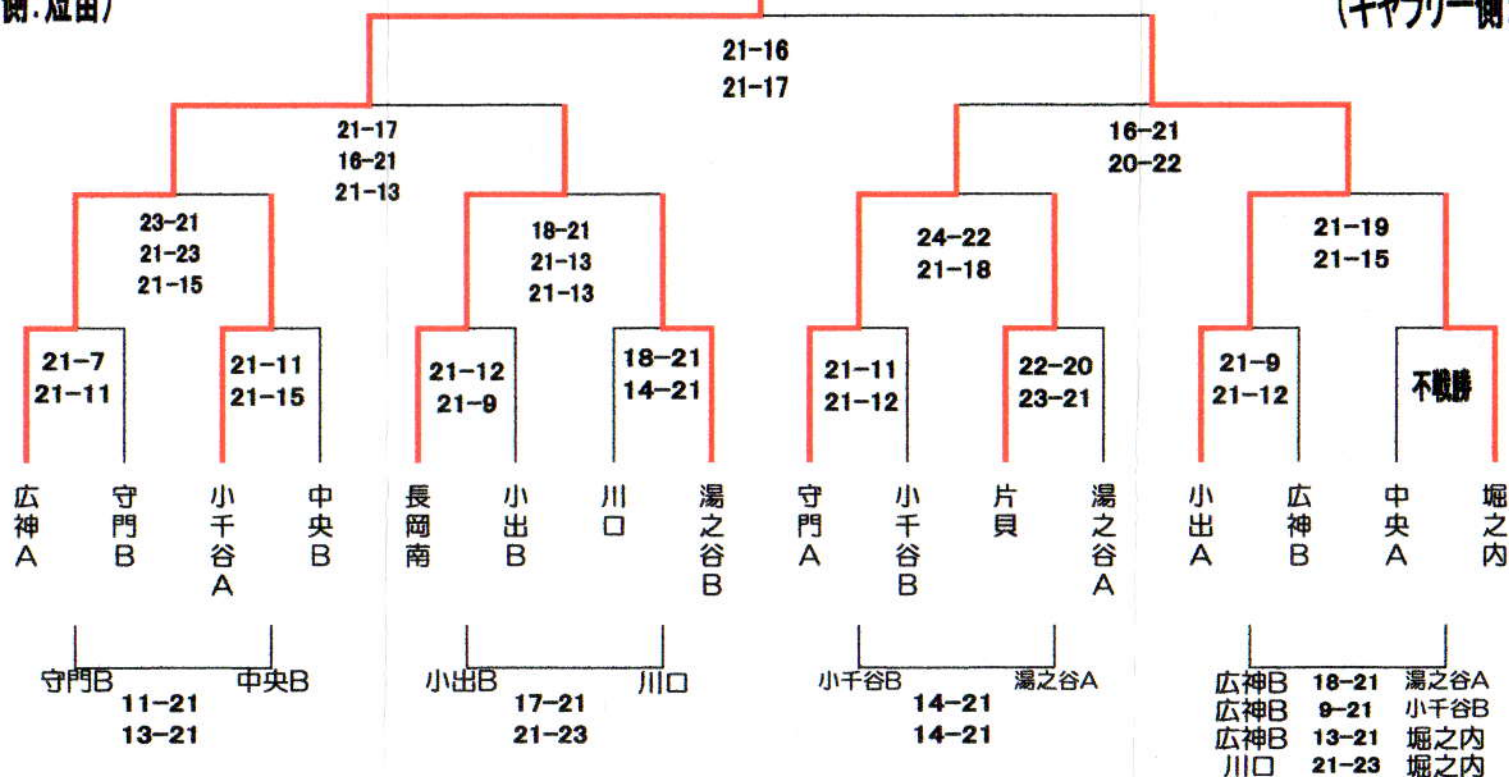 21-16
21-17
21-17
16-21
21-13
16-21
20-22
23-21
21-23
21-15
18-21
21-13
21-13
24-22
21-18
21-19
21-15
21-7
21-11
21-11
21-15
21-12
21-9
18-21
14-21
21-11
21-12
22-20
23-21
21-9
21-12
不戦勝
広神A
守門B
小千谷A
中央B
長岡南
小出B
川口
湯之谷B
守門A
小千谷B
片貝
湯之谷A
小出A
広神B
中央A
堀之内
守門B 中央B
11-21
13-21
小出B 川口
17-21
21-23
小千谷B 湯之谷A
14-21
14-21
広神B 18-21 湯之谷A
広神B 9-21 小千谷B
広神B 13-21 堀之内
川口 21-23 堀之内